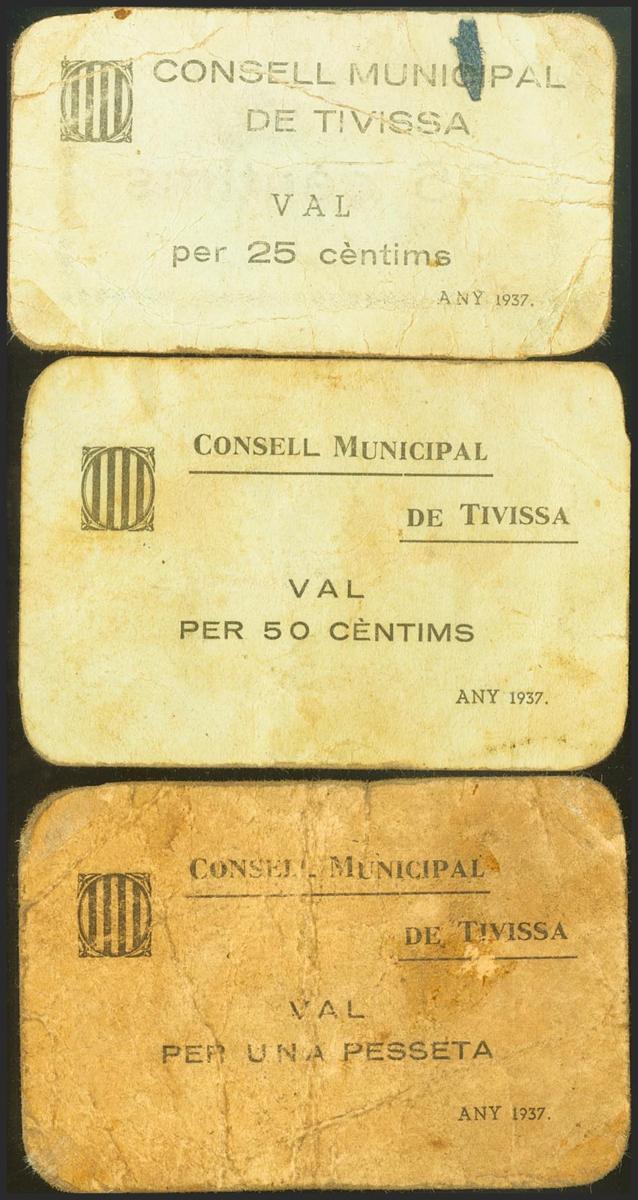 CONSELL MUNICIPAL
DE TIVISSA
VAL
per 25 cèntims
ANY 1937.
CONSELL MUNICIPAL
DE TIVISSA
VAL
PER 50 CÈNTIMS
ANY 1937.
CONSELL MUNICIPAL
DE TIVISSA
VAL
PER UNA PESSETA
ANY 1937.